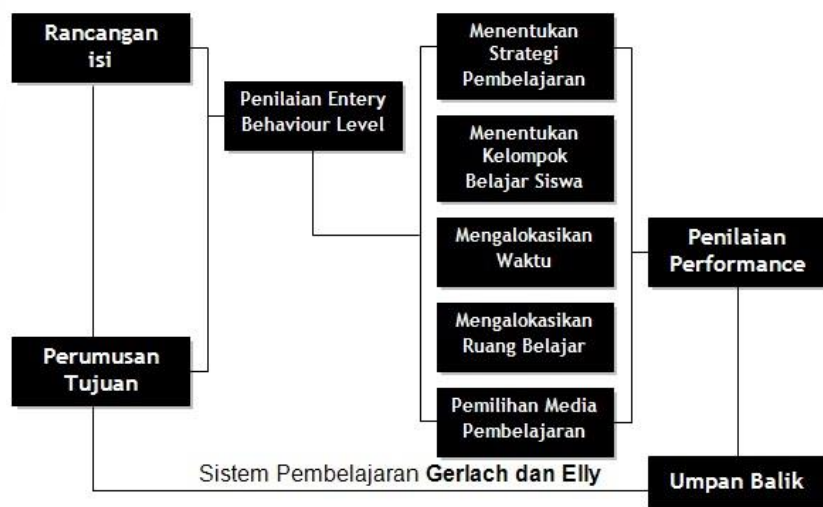 Rancangan
isi
Perumusan
Tujuan
Penilaian Entery
Behaviour Level
Menentukan
Strategi
Pembelajaran
Menentukan
Kelompok
Belajar Siswa
Mengalokasikan
Waktu
Mengalokasikan
Ruang Belajar
Pemilihan Media
Pembelajaran
Penilaian
Performance
Umpan Balik
Sistem Pembelajaran Gerlach dan Elly